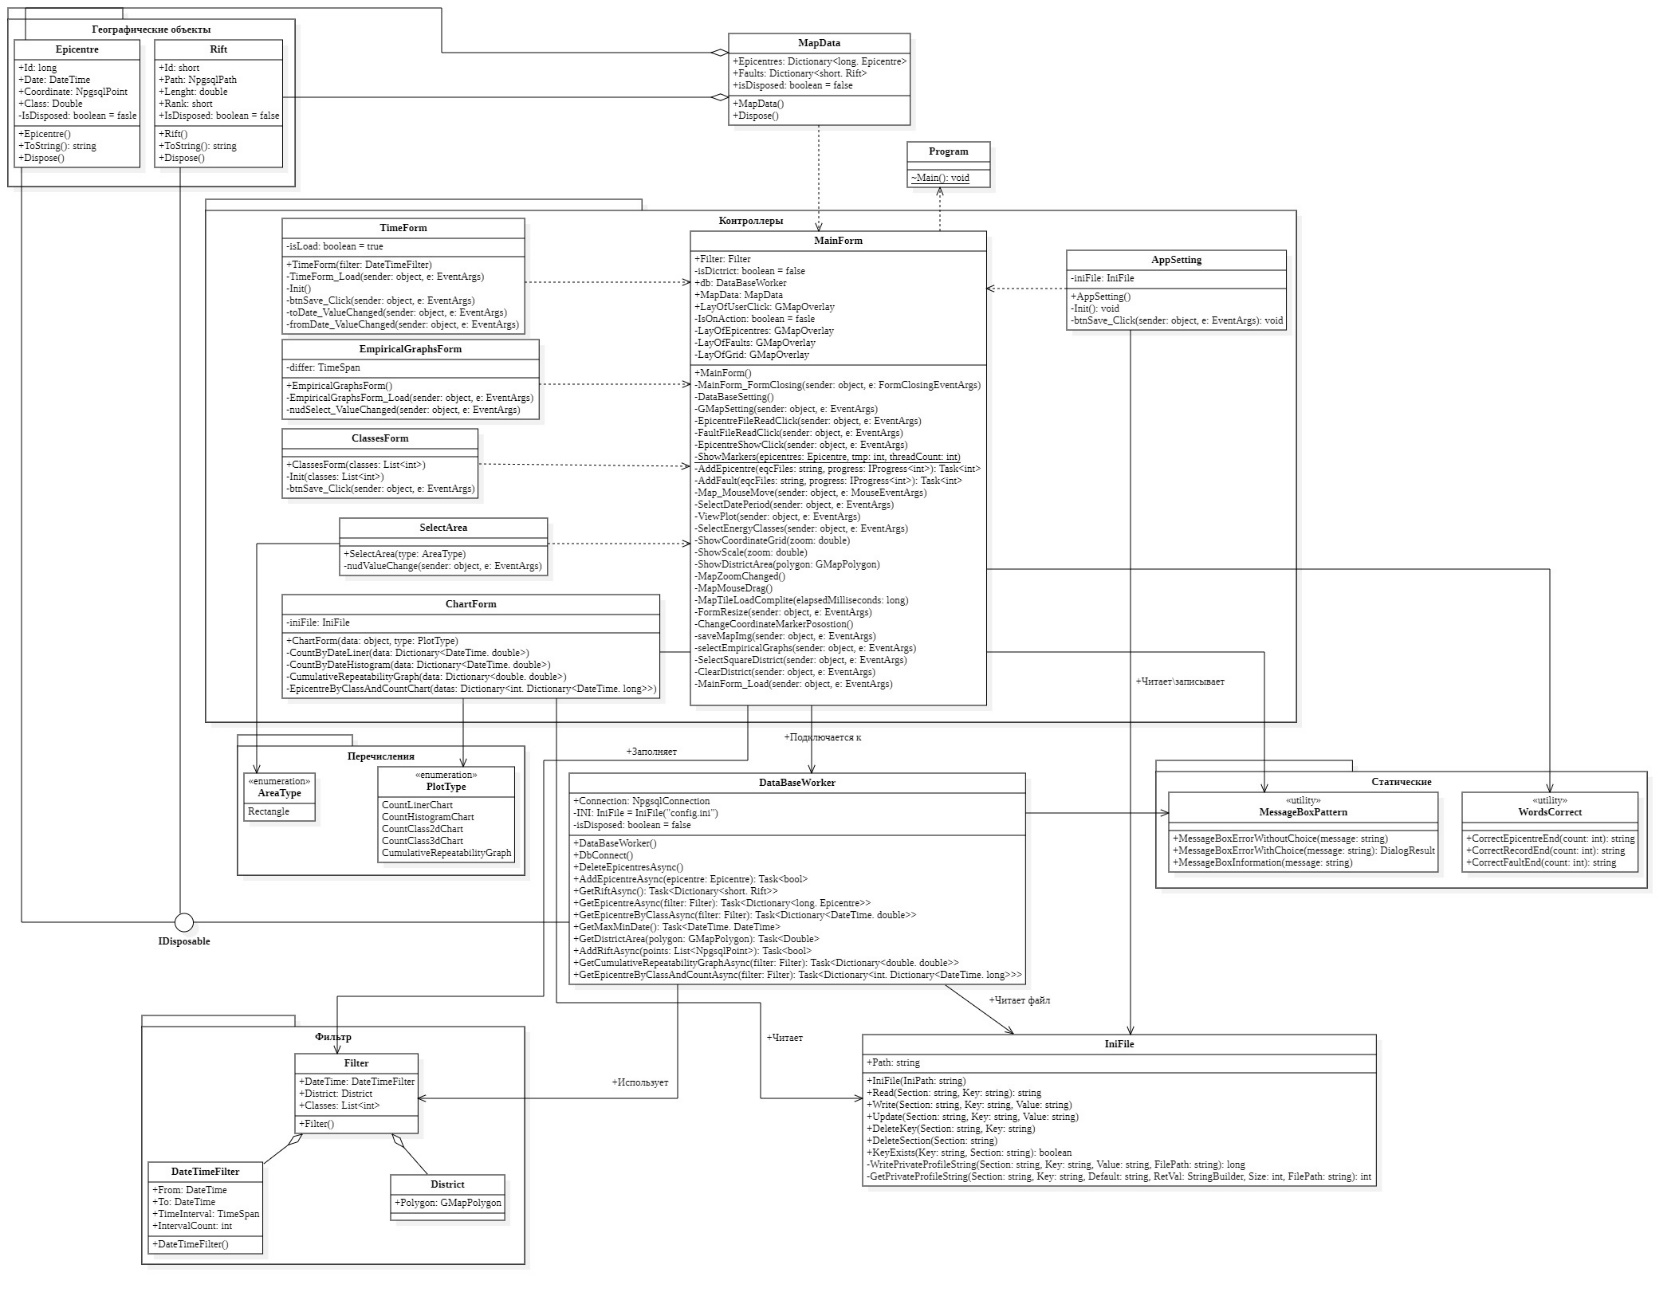 Географические объекты
Epicentre
+Id: long
+Date: DateTime
+Coordinate: NpgsqlPoint
+Class: Double
-IsDisposed: boolean = fasle
+Epicentre()
+ToString(): string
+Dispose()
Rift
+Id: short
+Path: NpgsqlPath
+Lenght: double
+Rank: short
+IsDisposed: boolean = false
+Rift()
+ToString(): string
+Dispose()
MapData
+Epicentres: Dictionary<long. Epicentre>
+Faults: Dictionary<short. Rift>
+isDisposed: boolean = false
+MapData()
+Dispose()
Program
~Main(): void
Контроллеры
TimeForm
-isLoad: boolean = true
+TimeForm(filter: DateTimeFilter)
-TimeForm_Load(sender: object, e: EventArgs)
-Init()
-btnSave_Click(sender: object, e: EventArgs)
-toDate_ValueChanged(sender: object, e: EventArgs)
-fromDate_ValueChanged(sender: object, e: EventArgs)
EmpiricalGraphsForm
-differ: TimeSpan
+EmpiricalGraphsForm()
-EmpiricalGraphsForm_Load(sender: object, e: EventArgs)
-nudSelect_ValueChanged(sender: object, e: EventArgs)
ClassesForm
+ClassesForm(classes: List<int>)
-Init(classes: List<int>)
-btnSave_Click(sender: object, e: EventArgs)
SelectArea
+SelectArea(type: AreaType)
-nudValueChange(sender: object, e: EventArgs)
ChartForm
-iniFile: IniFile
+ChartForm(data: object, type: PlotType)
-CountByDateLiner(data: Dictionary<DateTime. double>)
-CountByDateHistogram(data: Dictionary<DateTime. double>)
-CumulativeRepeatabilityGraph(data: Dictionary<double. double>)
-EpicentreByClassAndCountChart(datas: Dictionary<int. Dictionary<DateTime. long>>)
MainForm
+Filter: Filter
-isDictrict: boolean = false
+db: DataBaseWorker
+MapData: MapData
+LayOfUserClick: GMapOverlay
-IsOnAction: boolean = fasle
-LayOfEpicentres: GMapOverlay
-LayOfFaults: GMapOverlay
-LayOfGrid: GMapOverlay
+MainForm()
-MainForm_FormClosing(sender: object, e: FormClosingEventArgs)
-DataBaseSetting()
-GMapSetting(sender: object, e: EventArgs)
-EpicentreFileReadClick(sender: object, e: EventArgs)
-FaultFileReadClick(sender: object, e: EventArgs)
-EpicentreShowClick(sender: object, e: EventArgs)
-ShowMarkers(epicentres: Epicentre, tmp: int, threadCount: int)
-AddEpicentre(eqcFiles: string, progress: IProgress<int>): Task<int>
-AddFault(eqcFiles: string, progress: IProgress<int>): Task<int>
-Map_MouseMove(sender: object, e: MouseEventArgs)
-SelectDatePeriod(sender: object, e: EventArgs)
-ViewPlot(sender: object, e: EventArgs)
-SelectEnergyClasses(sender: object, e: EventArgs)
-ShowCoordinateGrid(zoom: double)
-ShowScale(zoom: double)
-ShowDistrictArea(polygon: GMapPolygon)
-MapZoomChanged()
-MapMouseDrag()
-MapTileLoadComplite(elapsedMilliseconds: long)
-FormResize(sender: object, e: EventArgs)
-ChangeCoordinateMarkerPosostion()
-saveMapImg(sender: object, e: EventArgs)
-selectEmpiricalGraphs(sender: object, e: EventArgs)
-SelectSquareDistrict(sender: object, e: EventArgs)
-ClearDistrict(sender: object, e: EventArgs)
-MainForm_Load(sender: object, e: EventArgs)
AppSetting
-iniFile: IniFile
+AppSetting()
-Init(): void
-btnSave_Click(sender: object, e: EventArgs): void
+Читает\записывает
+Подключается к
+Заполняет
Перечисления
«enumeration»
AreaType
Rectangle
«enumeration»
PlotType
CountLinerChart
CountHistogramChart
CountClass2dChart
CountClass3dChart
CumulativeRepeatabilityGraph
DataBaseWorker
+Connection: NpgsqlConnection
-INI: IniFile = IniFile("config.ini")
-isDisposed: boolean = false
+DataBaseWorker()
+DbConnect()
+DeleteEpicentresAsync()
+AddEpicentreAsync(epicentre: Epicentre): Task<bool>
+GetRiftAsync(): Task<Dictionary<short. Rift>>
+GetEpicentreAsync(filter: Filter): Task<Dictionary<long. Epicentre>>
+GetEpicentreByClassAsync(filter: Filter): Task<Dictionary<DateTime. double>>
+GetMaxMinDate(): Task<DateTime. DateTime>
+GetDistrictArea(polygon: GMapPolygon): Task<Double>
+AddRiftAsync(points: List<NpgsqlPoint>): Task<bool>
+GetCumulativeRepeatabilityGraphAsync(filter: Filter): Task<Dictionary<double. double>>
+GetEpicentreByClassAndCountAsync(filter: Filter): Task<Dictionary<int. Dictionary<DateTime. long>>>
Статические
«utility»
MessageBoxPattern
+MessageBoxErrorWithoutChoice(message: string)
+MessageBoxErrorWithChoice(message: string): DialogResult
+MessageBoxInformation(message: string)
«utility»
WordsCorrect
+CorrectEpicentreEnd(count: int): string
+CorrectRecordEnd(count: int): string
+CorrectFaultEnd(count: int): string
IDisposable
+Читает файл
+Читает
+Использует
Фильтр
Filter
+DateTime: DateTimeFilter
+District: District
+Classes: List<int>
+Filter()
DateTimeFilter
+From: DateTime
+To: DateTime
+TimeInterval: TimeSpan
+IntervalCount: int
+DateTimeFilter()
District
+Polygon: GMapPolygon
IniFile
+Path: string
+IniFile(IniPath: string)
+Read(Section: string, Key: string): string
+Write(Section: string, Key: string, Value: string)
+Update(Section: string, Key: string, Value: string)
+DeleteKey(Section: string, Key: string)
+DeleteSection(Section: string)
+KeyExists(Key: string, Section: string): boolean
-WritePrivateProfileString(Section: string, Key: string, Value: string, FilePath: string): long
-GetPrivateProfileString(Section: string, Key: string, Default: string, RetVal: StringBuilder, Size: int, FilePath: string): int